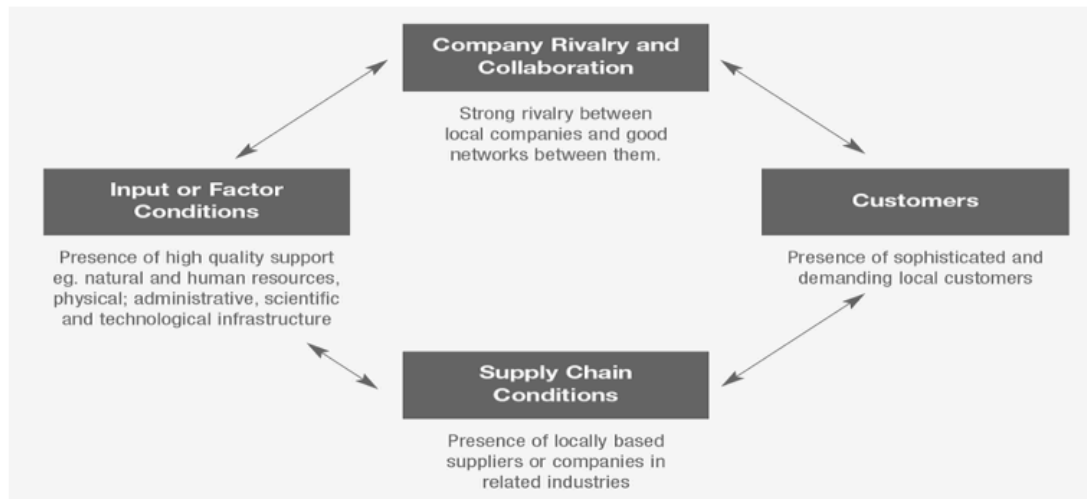 Company Rivalry and
Collaboration
Strong rivalry between
local companies and good
networks between them.
Input or Factor
Conditions
Presence of high quality support
eg. natural and human resources,
physical; administrative, scientific
and technological infrastructure
Customers
Presence of sophisticated and
demanding local customers
Supply Chain
Conditions
Presence of locally based
suppliers or companies in
related industries